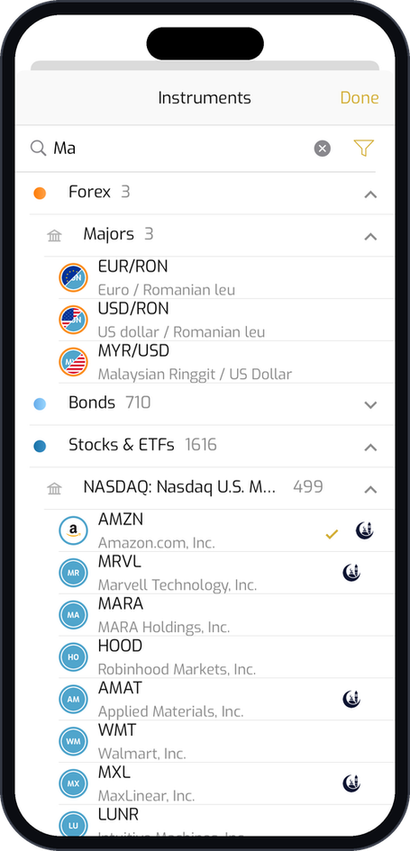 Instruments
Done
Ma
Forex 3
Majors 3
EUR/RON
Euro / Romanian leu
USD/RON
US dollar / Romanian leu
MYR/USD
Malaysian Ringgit / US Dollar
Bonds 710
Stocks & ETFs 1616
NASDAQ: Nasdaq U.S. M... 499
a
AMZN
Amazon.com, Inc.
MR
MRVL
Marvell Technology, Inc.
MA
MARA
MARA Holdings, Inc.
HO
HOOD
Robinhood Markets, Inc.
AM
AMAT
Applied Materials, Inc.
WM
WMT
Walmart, Inc.
MX
MXL
MaxLinear, Inc.
LU
LUNR
Intuitive Machines, Inc.